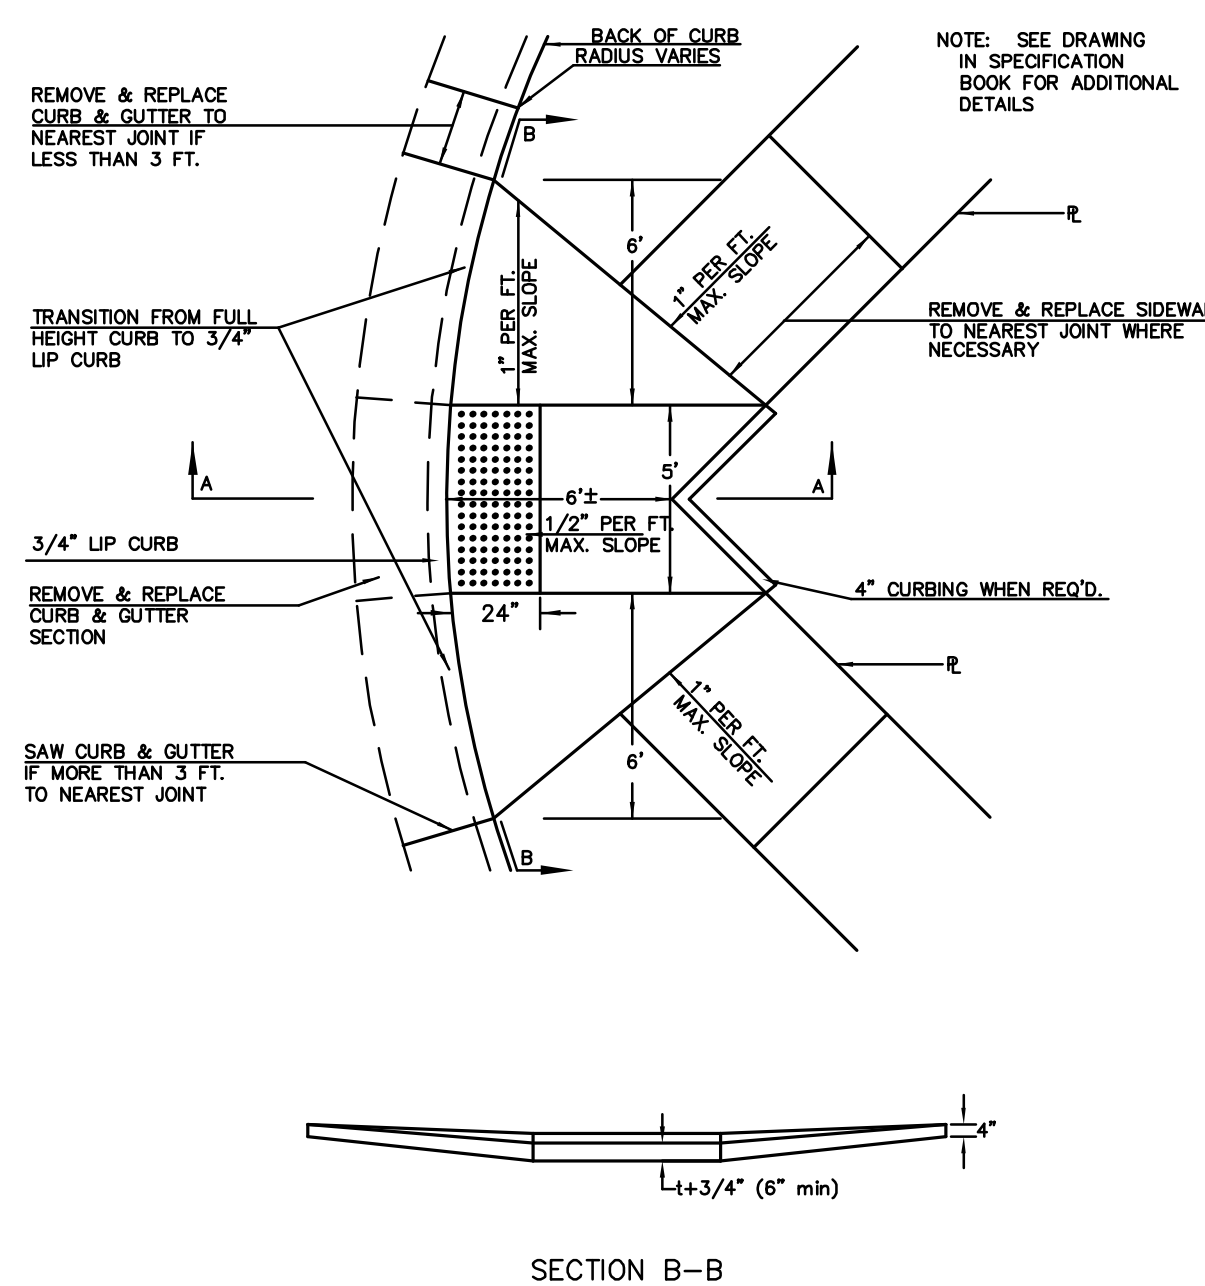 BACK OF CURB
RADIUS VARIES
NOTE: SEE DRAWING
IN SPECIFICATION
BOOK FOR ADDITIONAL
DETAILS
REMOVE & REPLACE
CURB & GUTTER TO
NEAREST JOINT IF
LESS THAN 3 FT.
B
6'
1" PER FT.
MAX. SLOPE
1" PER FT.
MAX. SLOPE
PL
REMOVE & REPLACE SIDEWA
TO NEAREST JOINT WHERE
NECESSARY
TRANSITION FROM FULL
HEIGHT CURB TO 3/4"
LIP CURB
A
5'
A
6'±
1/2" PER FT.
MAX. SLOPE
3/4" LIP CURB
REMOVE & REPLACE
CURB & GUTTER
SECTION
24"
4" CURBING WHEN REQ'D.
PL
1" PER FT.
MAX. SLOPE
SAW CURB & GUTTER
IF MORE THAN 3 FT.
TO NEAREST JOINT
6'
B
4"
t+3/4" (6" min)
SECTION B-B